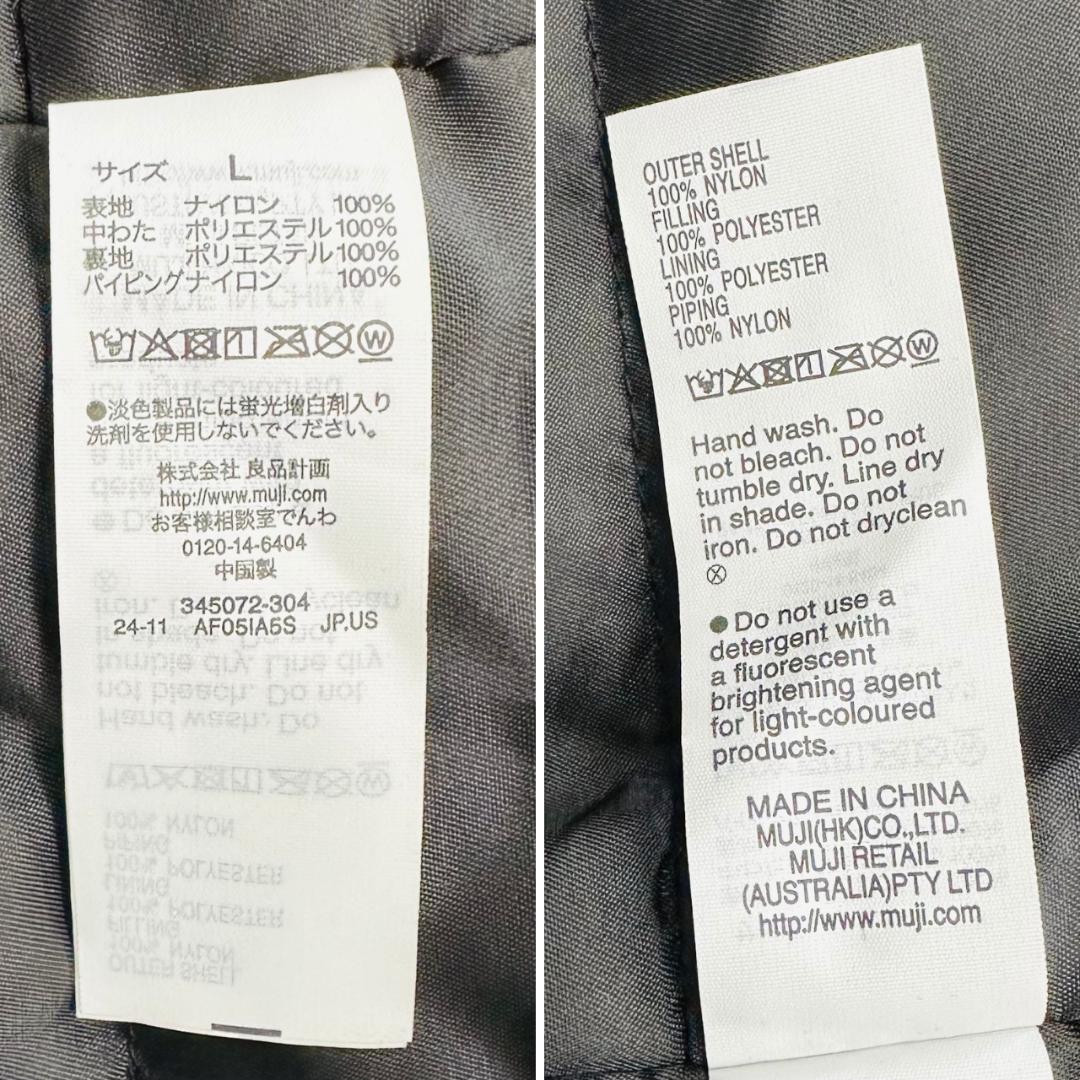 サイズ L
表地 ナイロン 100%
中わた ポリエステル100%
裏地 ポリエステル100%
パイピングナイロン 100%
●淡色製品には蛍光増白剤入り
洗剤を使用しないでください。
株式会社 良品計画
http://www.muji.com
お客様相談室でんわ
0120-14-6404
中国製
345072-304
24-11 AF05IA5S JP.US
OUTER SHELL
100% NYLON
FILLING
100% POLYESTER
LINING
100% POLYESTER
PIPING
100% NYLON
Hand wash. Do
not bleach. Do not
tumble dry. Line dry
in shade. Do not
iron. Do not dryclean
●Do not use a
detergent with
a fluorescent
brightening agent
for light-coloured
products.
MADE IN CHINA
MUJI(HK)CO.,LTD.
MUJI RETAIL
(AUSTRALIA)PTY LTD
http://www.muji.com